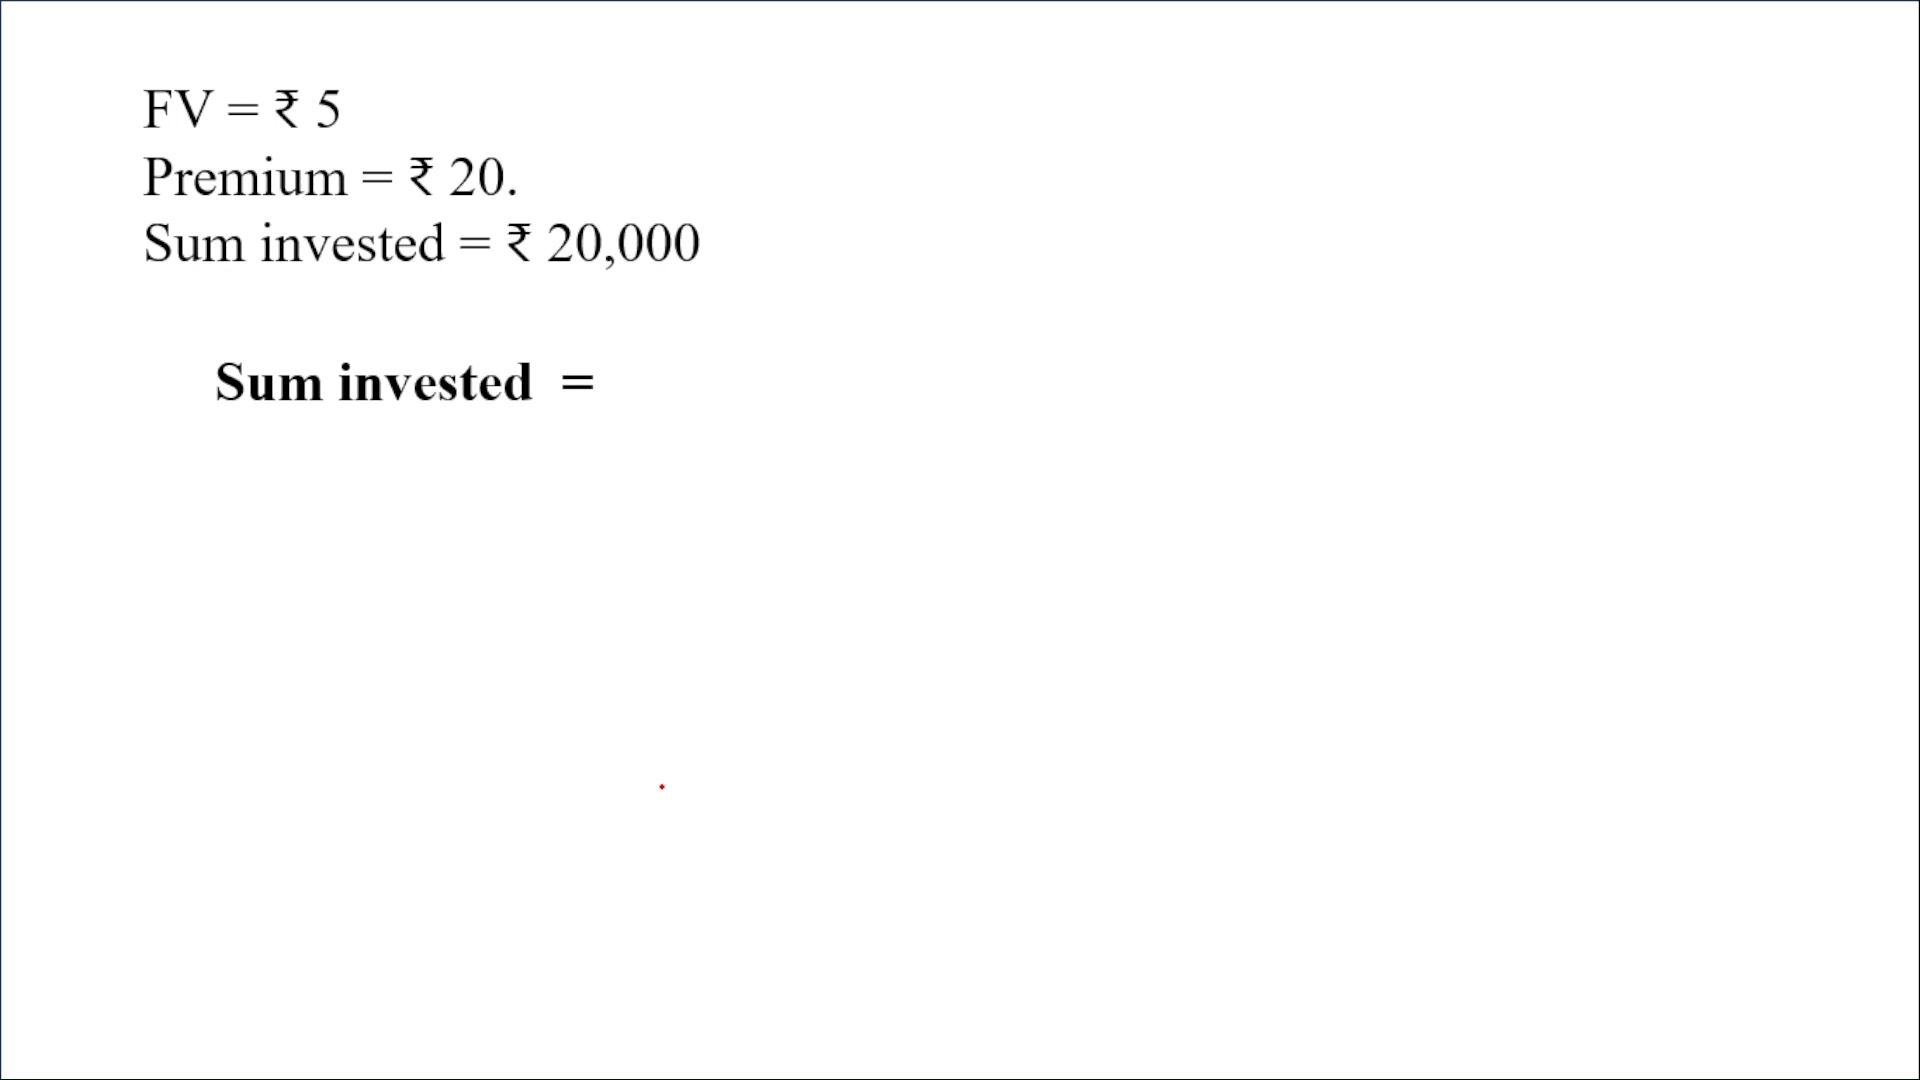 FV = ₹ 5
Premium = ₹ 20.
Sum invested = ₹ 20,000
Sum invested =